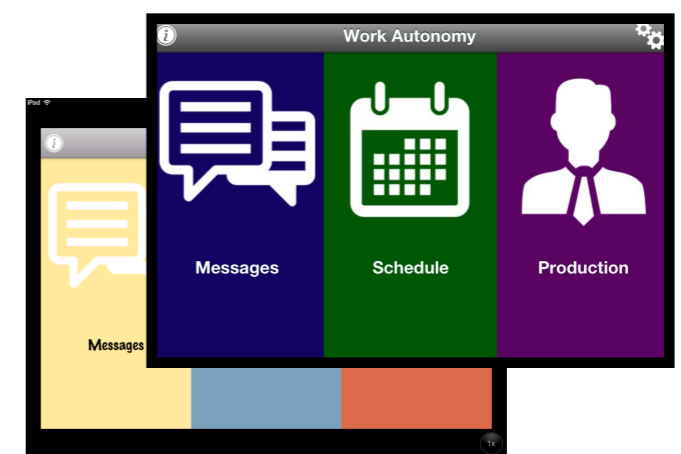 Work Autonomy
Messages
Schedule
Production
iPad
Messages
1x